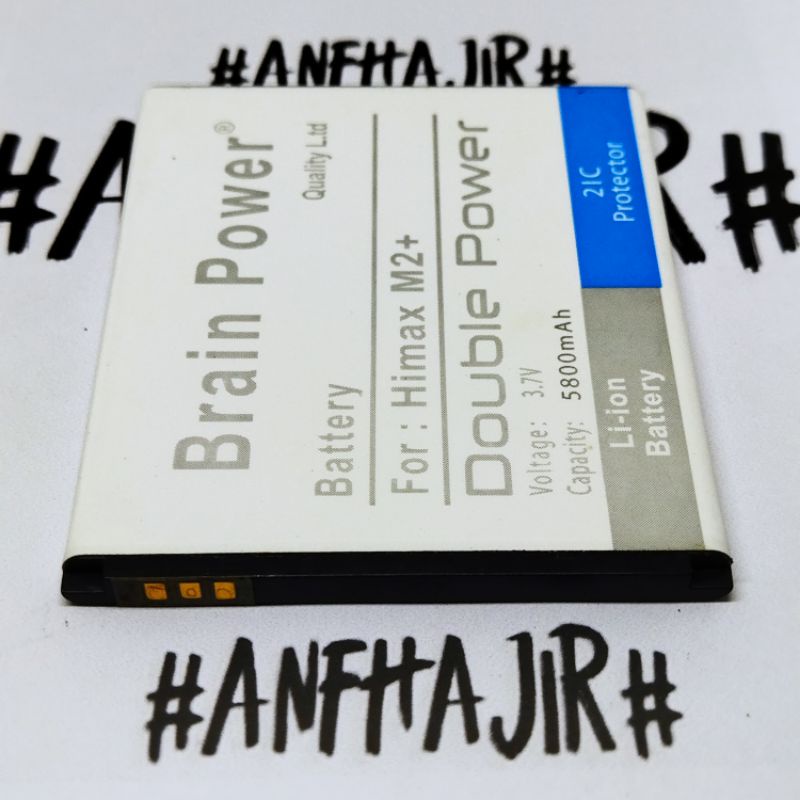 #ANFHAJIR#
#A
R#
Brain Power®
Quality Ltd
Battery
For : Himax M2+
Double Power
Voltage: 3.7V
Capacity: 5800mAh
2IC
Protector
Li-ion
Battery
#ANFHAJIR#